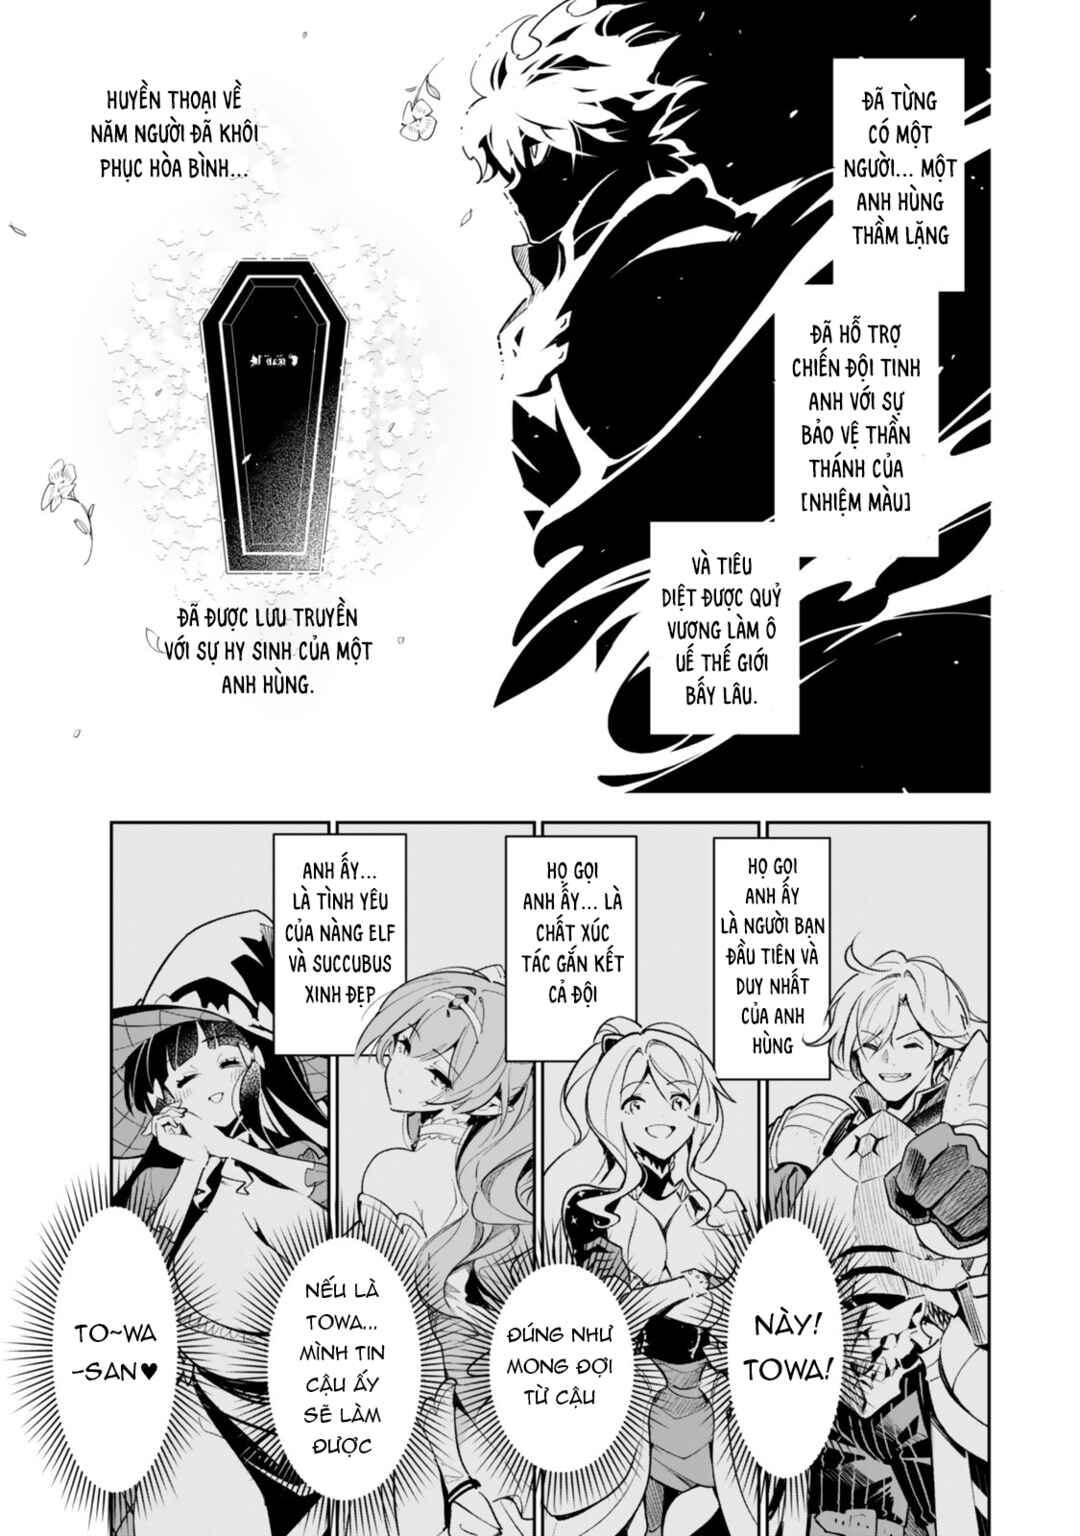 ĐÃ TỪNG
CÓ MỘT
NGƯỜI... MỘT
ANH HÙNG
THẦM LẶNG
ĐÃ HỖ TRỢ
CHIẾN ĐỘI TINH
ANH VỚI SỰ
BẢO VỆ THẦN
THÁNH CỦA
[NHIỆM MÀU]
VÀ TIÊU
DIỆT ĐƯỢC QUỶ
VƯƠNG LÀM Ô
UẾ THẾ GIỚI
BẤY LÂU.
HUYỀN THOẠI VỀ
NĂM NGƯỜI ĐÃ KHÔI
PHỤC HÒA BÌNH...
ĐÃ ĐƯỢC LƯU TRUYỀN
VỚI SỰ HY SINH CỦA MỘT
ANH HÙNG.
HỌ GỌI
ANH ẤY
LÀ NGƯỜI BẠN
ĐẦU TIÊN VÀ
DUY NHẤT
CỦA ANH
HÙNG
NÀY!
TOWA!
HỌ GỌI
ANH ẤY... LÀ
CHẤT XÚC
TÁC GẮN KẾT
CẢ ĐỘI
ĐÚNG NHƯ
MONG ĐỢI
TỪ CẬU
ANH ẤY...
LÀ TÌNH YÊU
CỦA NÀNG ELF
VÀ SUCCUBUS
XINH ĐẸP
NẾU LÀ
TOWA...
MÌNH TIN
CẬU ẤY
SẼ LÀM
ĐƯỢC
TO~WA
-SAN♥